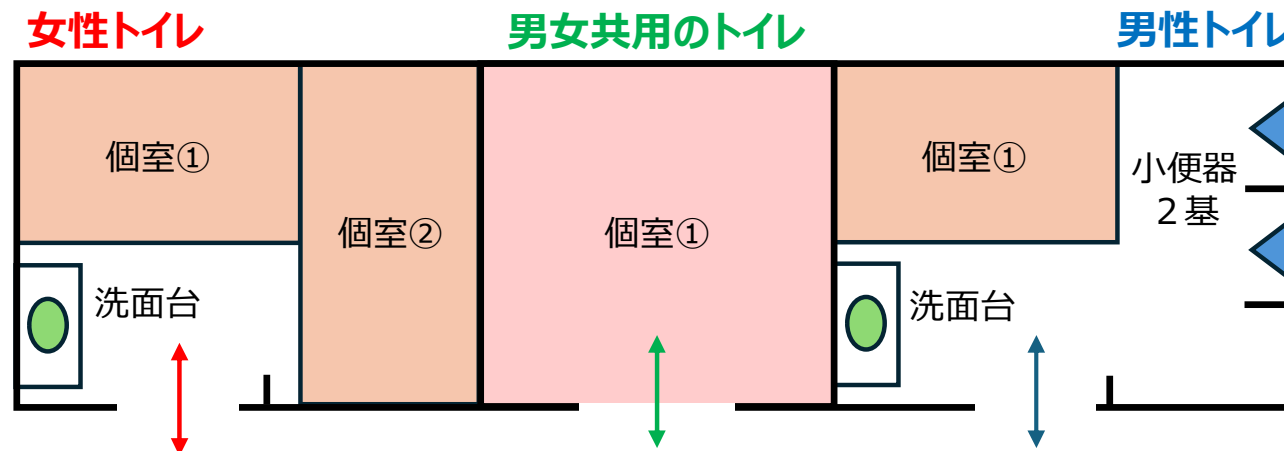 女性トイレ
男女共用のトイレ
男性トイレ
個室①
個室②
個室①
個室①
小便器
２基
洗面台
洗面台